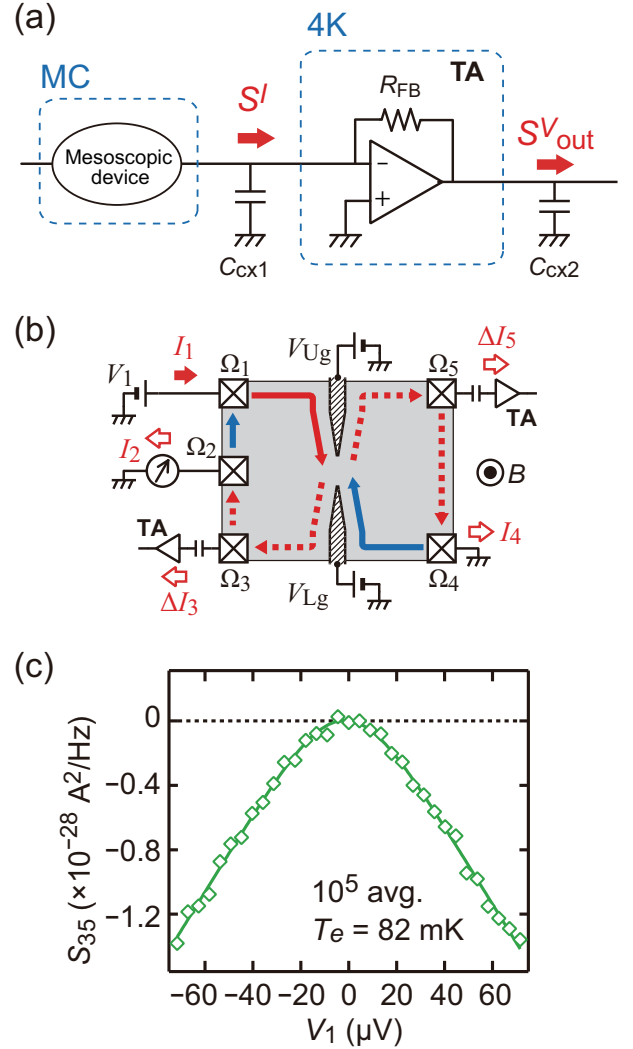 (a)
4K
MC
TA
R_FB
S^I
S^V_out
Mesoscopic
device
−
+
C_cx1
C_cx2
(b)
I_1
Ω_1
V_Ug
Ω_5
ΔI_5
V_1
TA
I_2
Ω_2
B
TA
I_4
Ω_3
V_Lg
Ω_4
ΔI_3
(c)
0
−0.4
−0.8
−1.2
S_35 (×10^−28 A^2/Hz)
10^5 avg.
T_e = 82 mK
−60 −40 −20 0 20 40 60
V_1 (μV)